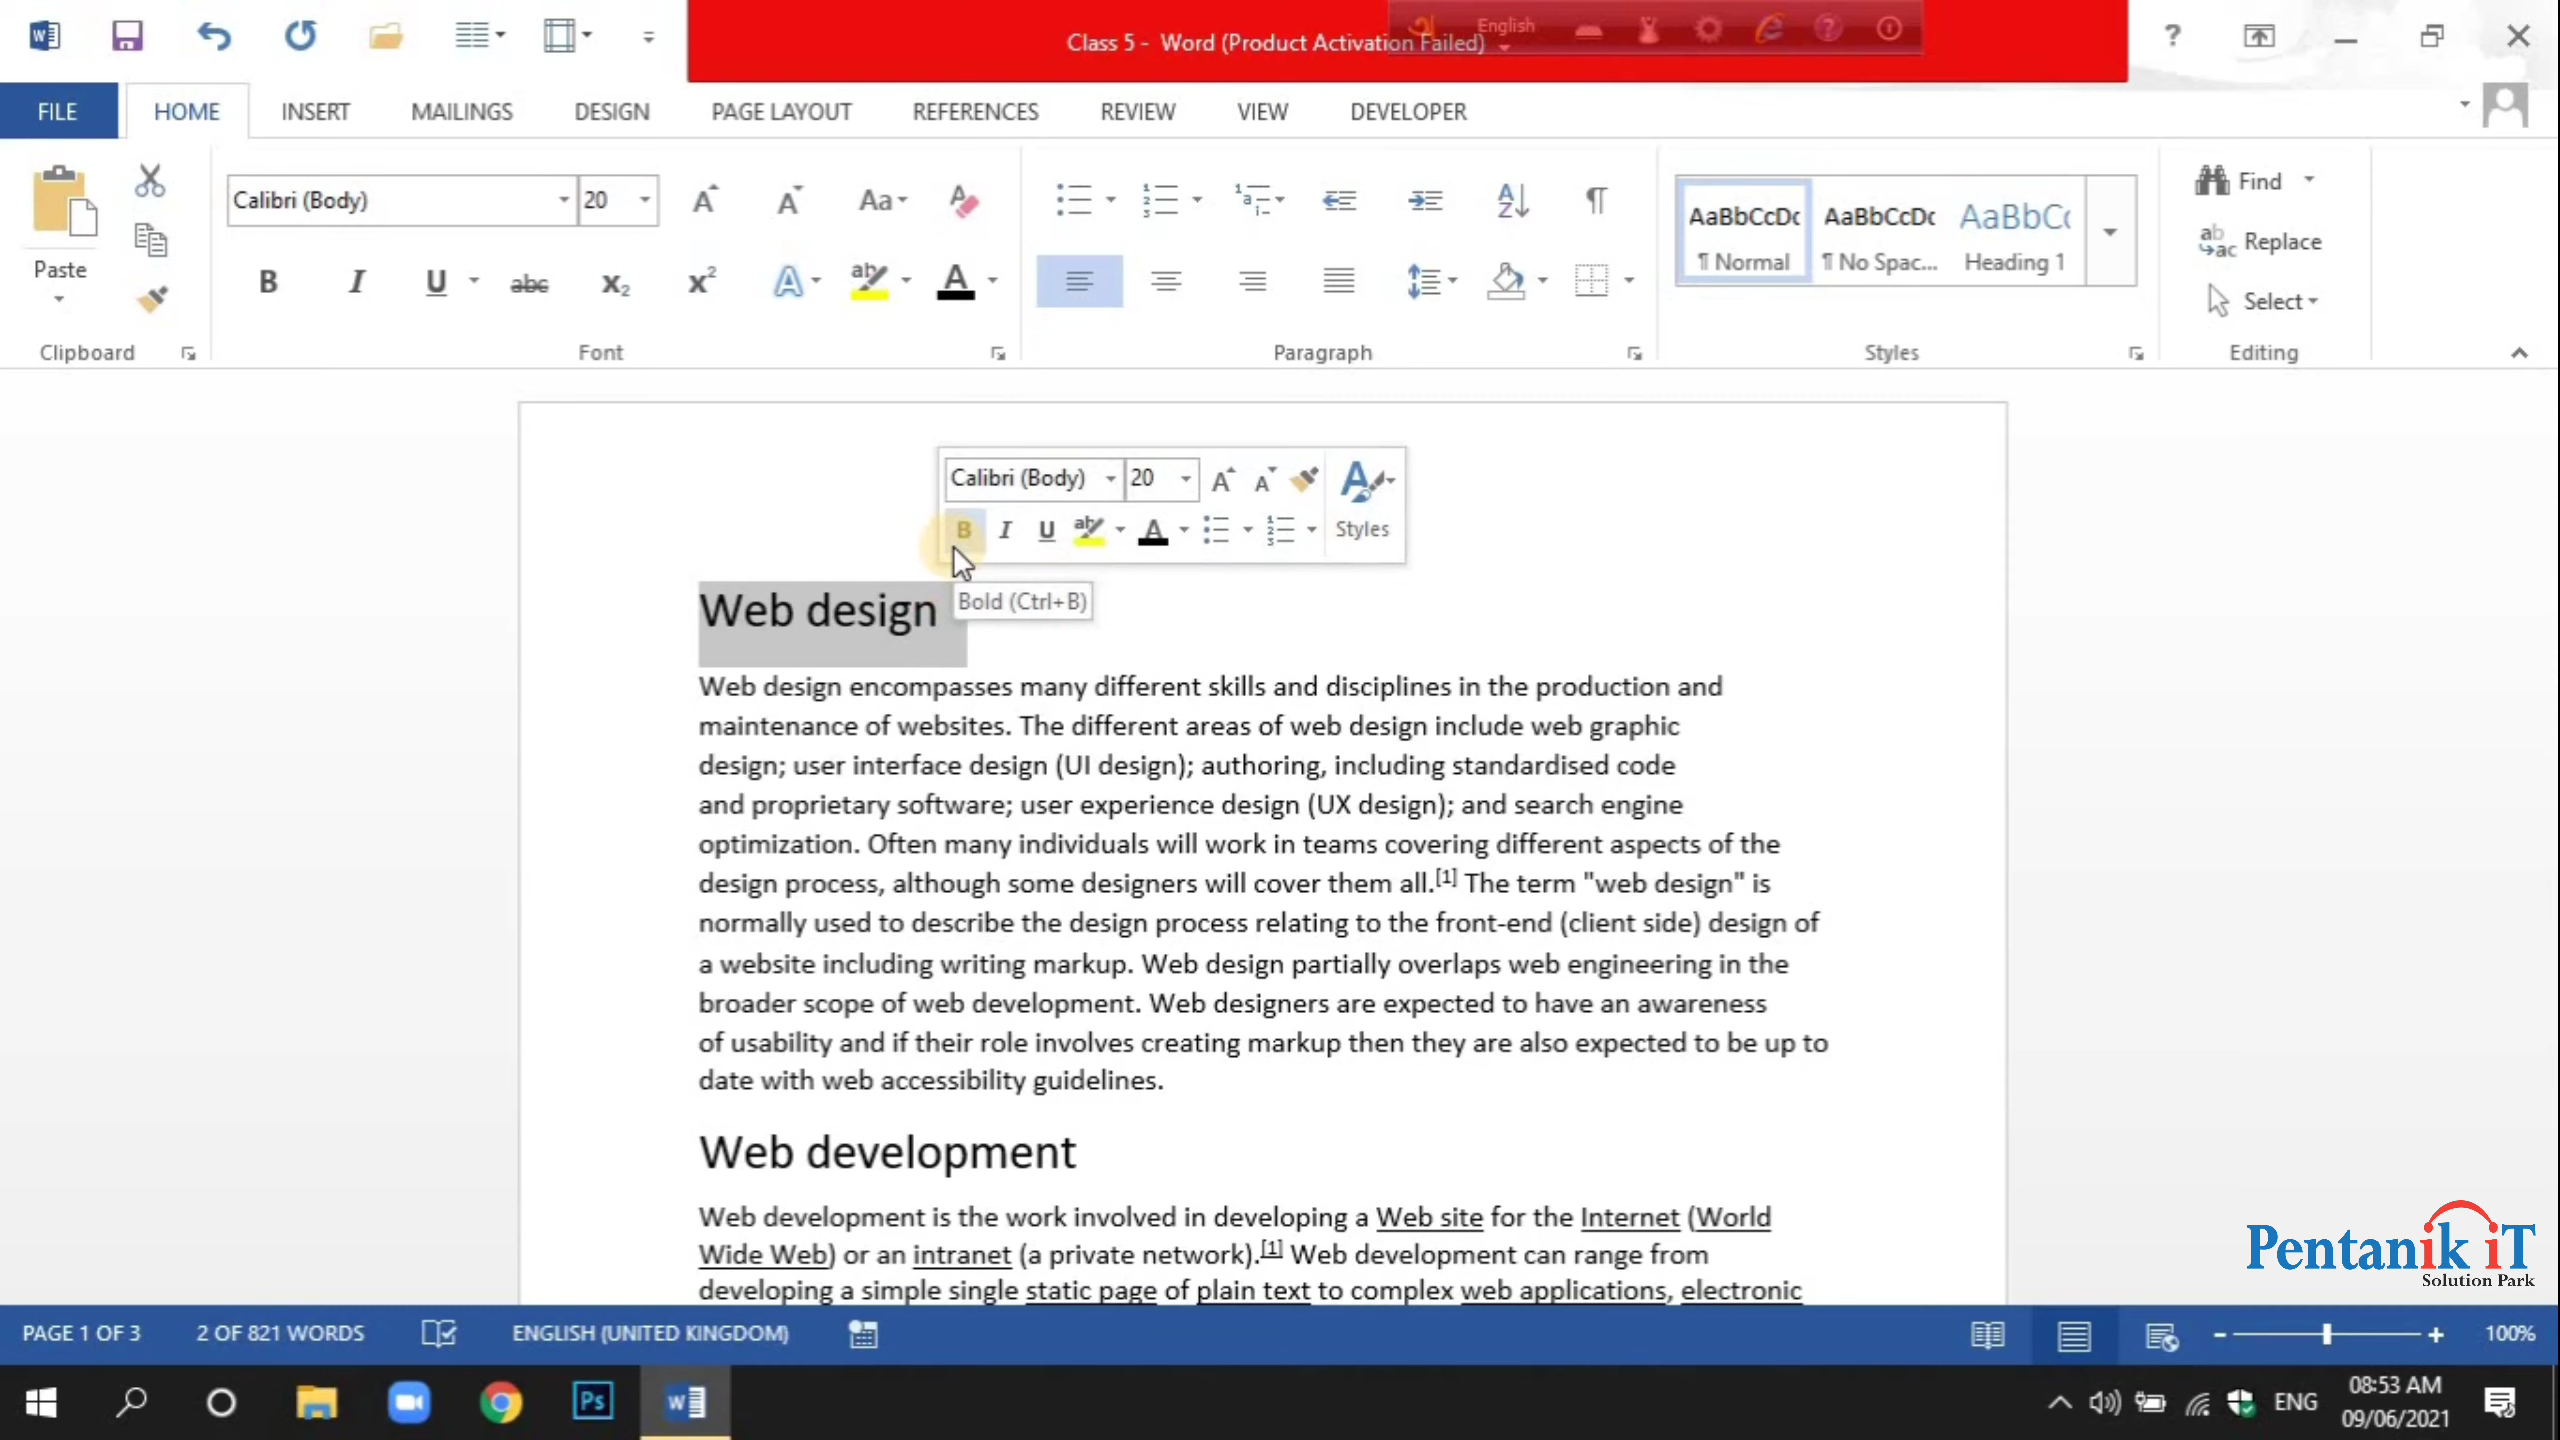 Class 5 - Word (Product Activation Failed)
English
FILE HOME INSERT MAILINGS DESIGN PAGE LAYOUT REFERENCES REVIEW VIEW DEVELOPER
Paste
Calibri (Body) 20
Aa
B I U abc X₂ X²
Clipboard Font Paragraph Styles Editing
AaBbCcDc AaBbCcDc AaBbC
¶ Normal ¶ No Spac... Heading 1
Find
Replace
Select
Calibri (Body) 20
B I U Styles
Bold (Ctrl+B)
Web design
Web design encompasses many different skills and disciplines in the production and
maintenance of websites. The different areas of web design include web graphic
design; user interface design (UI design); authoring, including standardised code
and proprietary software; user experience design (UX design); and search engine
optimization. Often many individuals will work in teams covering different aspects of the
design process, although some designers will cover them all.[1] The term "web design" is
normally used to describe the design process relating to the front-end (client side) design of
a website including writing markup. Web design partially overlaps web engineering in the
broader scope of web development. Web designers are expected to have an awareness
of usability and if their role involves creating markup then they are also expected to be up to
date with web accessibility guidelines.
Web development
Web development is the work involved in developing a Web site for the Internet (World
Wide Web) or an intranet (a private network).[1] Web development can range from
developing a simple single static page of plain text to complex web applications, electronic
Pentanik iT
Solution Park
PAGE 1 OF 3 2 OF 821 WORDS ENGLISH (UNITED KINGDOM) 100%
Ps
ENG
08:53 AM
09/06/2021